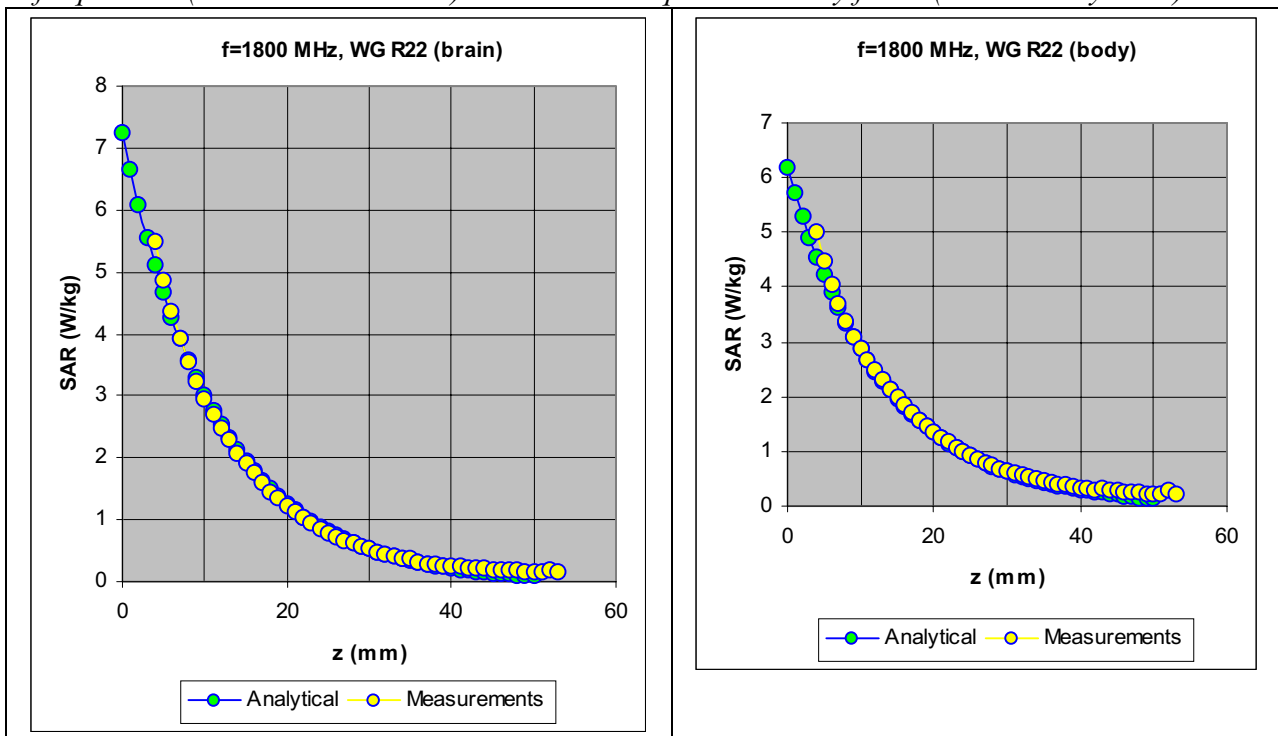 f=1800 MHz, WG R22 (brain)
8
7
6
5
4
3
2
1
0
SAR (W/kg)
0 20 40 60
z (mm)
Analytical Measurements
f=1800 MHz, WG R22 (body)
7
6
5
4
3
2
1
0
SAR (W/kg)
0 20 40 60
z (mm)
Analytical Measurements